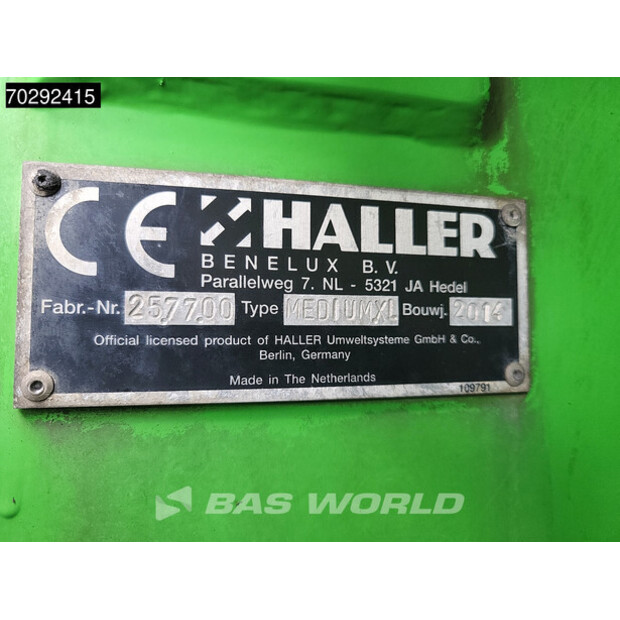 70292415
CE HALLER
BENELUX B.V.
Parallelweg 7. NL - 5321 JA Hedel
Fabr.-Nr. 257700 Type MEDIUMXL Bouwj. 2014
Official licensed product of HALLER Umweltsysteme GmbH & Co.,
Berlin, Germany
Made in The Netherlands
109791
BAS WORLD